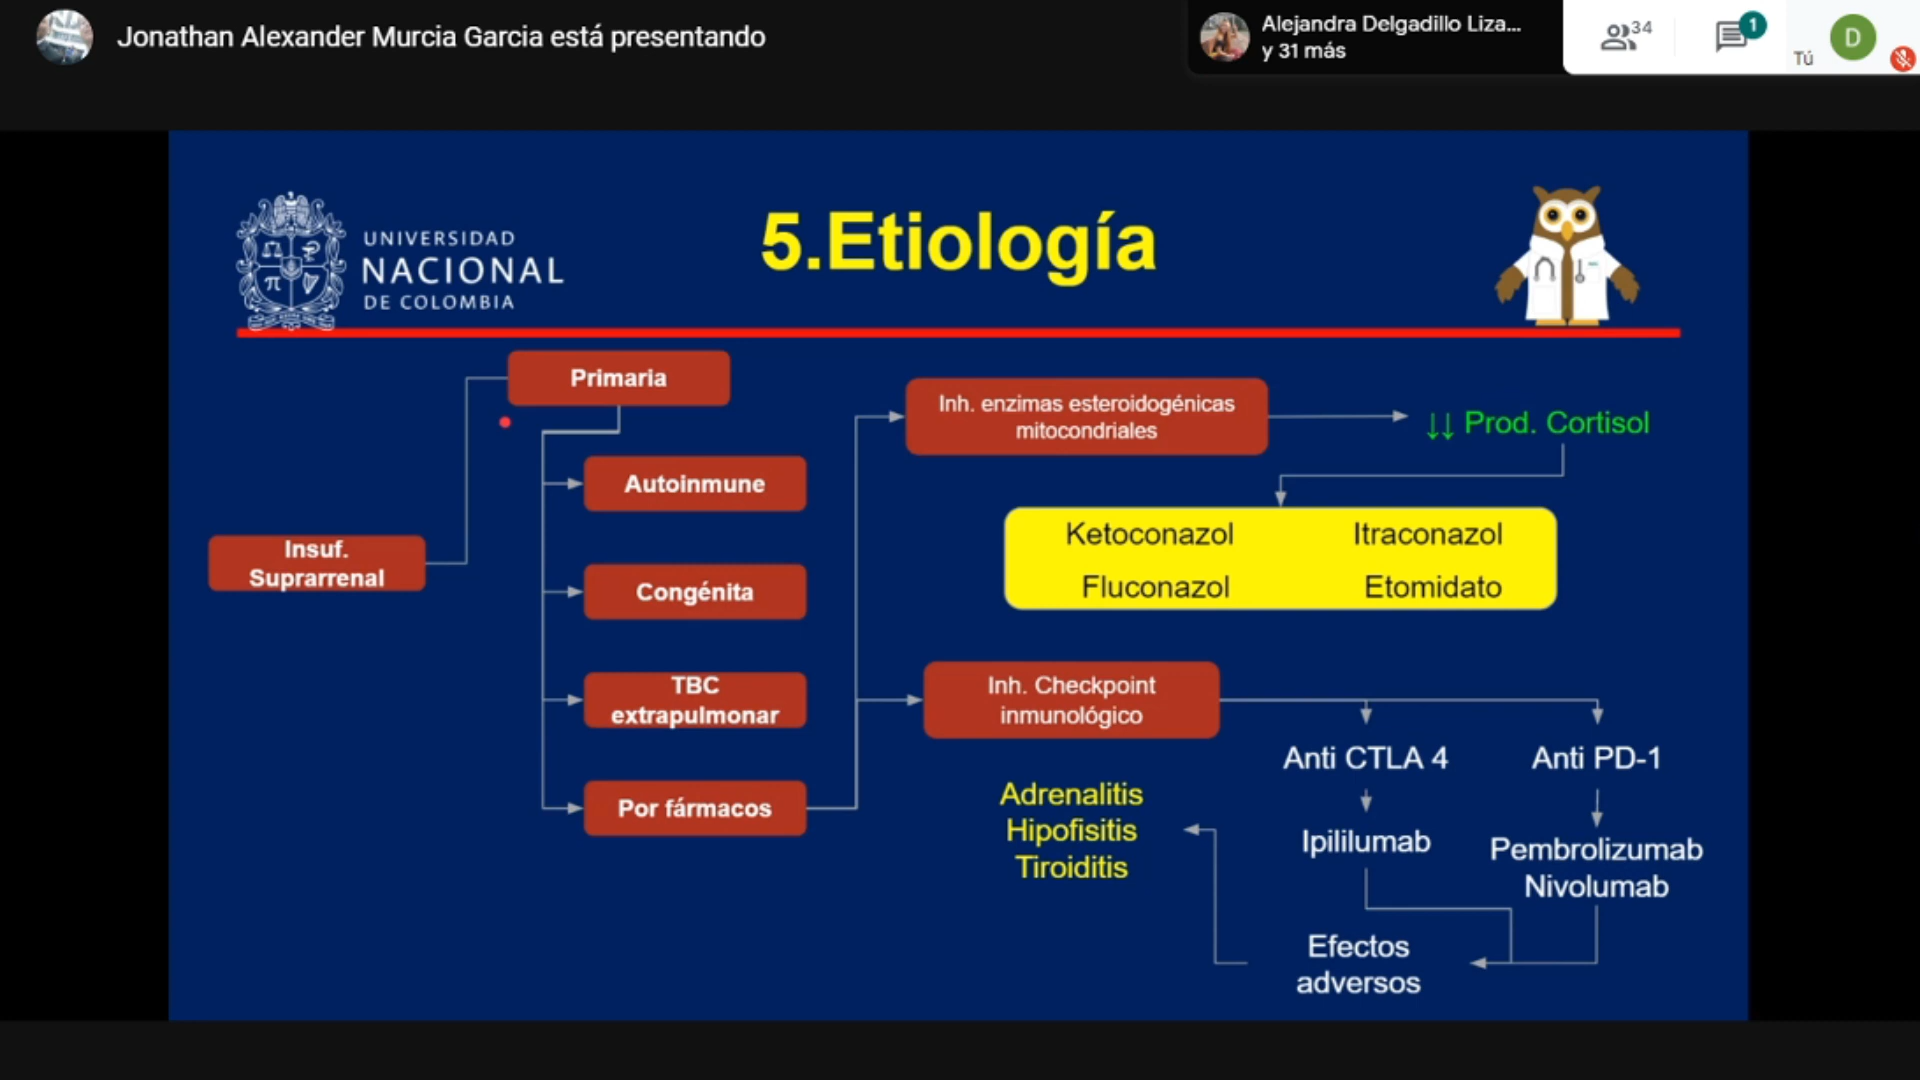 Jonathan Alexander Murcia Garcia está presentando
Alejandra Delgadillo Liza...
y 31 más
34
1
Tú
D
UNIVERSIDAD
NACIONAL
DE COLOMBIA
5.Etiología
Primaria
Inh. enzimas esteroidogénicas
mitocondriales
↓↓ Prod. Cortisol
Autoinmune
Ketoconazol Itraconazol
Fluconazol Etomidato
Insuf.
Suprarrenal
Congénita
TBC
extrapulmonar
Inh. Checkpoint
inmunológico
Anti CTLA 4
Anti PD-1
Por fármacos
Adrenalitis
Hipofisitis
Tiroiditis
Ipililumab
Pembrolizumab
Nivolumab
Efectos
adversos